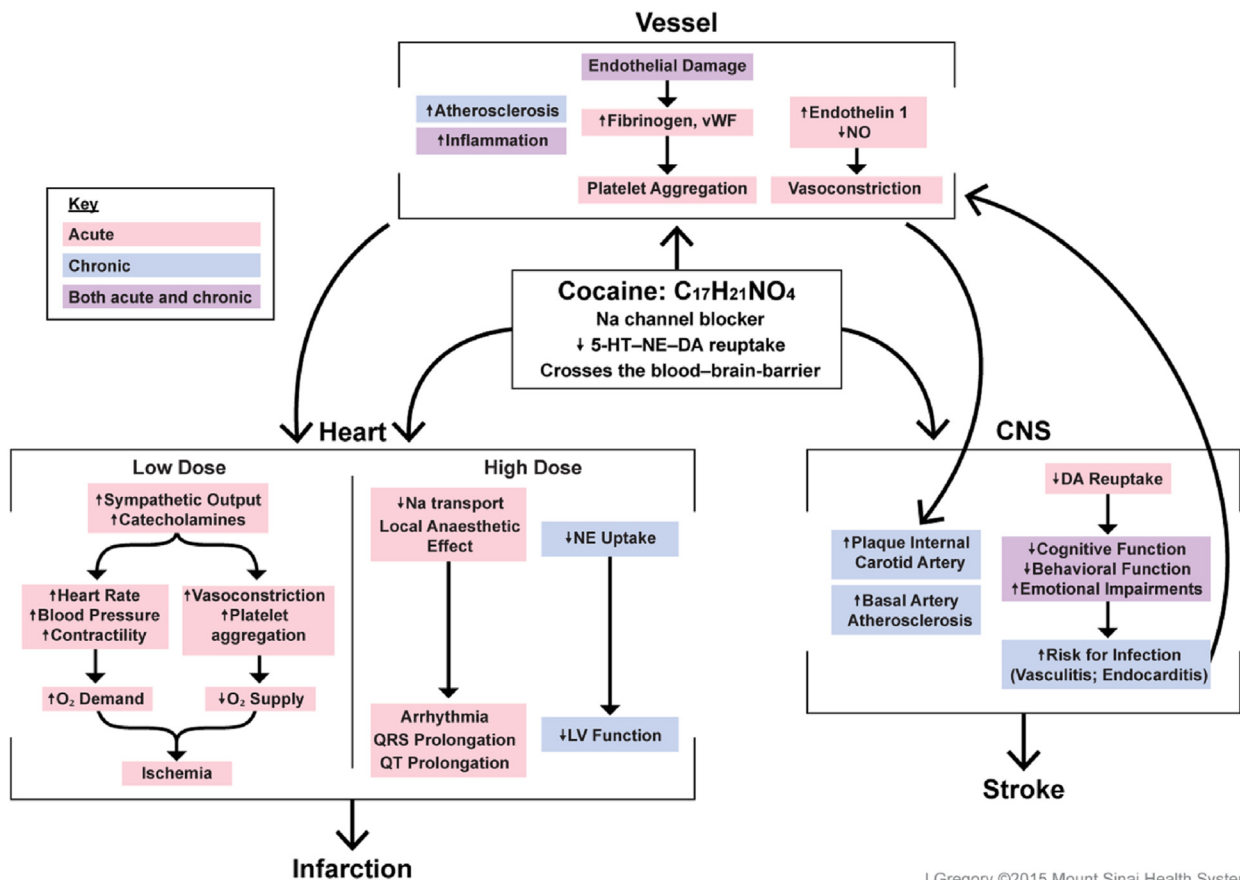 Vessel
Endothelial Damage
↑Atherosclerosis
↑Inflammation
↑Fibrinogen, vWF
↑Endothelin 1
↓NO
Platelet Aggregation
Vasoconstriction
Key
Acute
Chronic
Both acute and chronic
Cocaine: C₁₇H₂₁NO₄
Na channel blocker
↓ 5-HT–NE–DA reuptake
Crosses the blood–brain-barrier
Heart
Low Dose
↑Sympathetic Output
↑Catecholamines
↑Heart Rate
↑Blood Pressure
↑Contractility
↑Vasoconstriction
↑Platelet
aggregation
↑O₂ Demand
↓O₂ Supply
Ischemia
High Dose
↓Na transport
Local Anaesthetic
Effect
↓NE Uptake
Arrhythmia
QRS Prolongation
QT Prolongation
↓LV Function
Infarction
CNS
↑Plaque Internal
Carotid Artery
↑Basal Artery
Atherosclerosis
↓DA Reuptake
↓Cognitive Function
↓Behavioral Function
↑Emotional Impairments
↑Risk for Infection
(Vasculitis; Endocarditis)
Stroke
J Gregory ©2015 Mount Sinai Health System